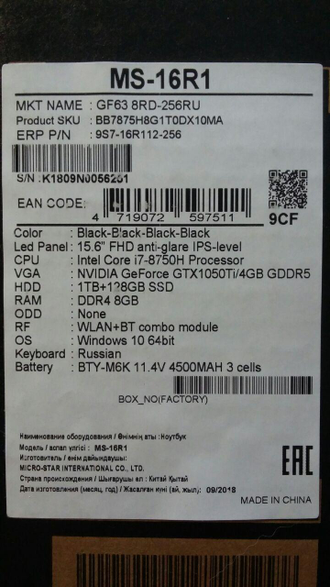 MS-16R1
MKT NAME : GF63 8RD-256RU
Product SKU : BB7875H8G1T0DX10MA
ERP P/N : 9S7-16R112-256
S/N .K1809N0056201
EAN CODE:
4 719072 597511
9CF
Color : Black-Black-Black-Black
Led Panel: 15.6" FHD anti-glare IPS-level
CPU : Intel Core i7-8750H Processor
VGA : NVIDIA GeForce GTX1050Ti/4GB GDDR5
HDD : 1TB+128GB SSD
RAM : DDR4 8GB
ODD : None
RF : WLAN+BT combo module
OS : Windows 10 64bit
Keyboard : Russian
Battery : BTY-M6K 11.4V 4500MAH 3 cells
BOX_NO(FACTORY)
Наименование оборудования / Өнімнің аты : Ноутбук
Модель / аспап үлгісі : MS-16R1
Изготовитель / өнім дайындаушы:
MICRO-STAR INTERNATIONAL CO., LTD.
Страна происхождения / Шығарушы ел : Китай Қытай
Дата изготовления (месяц, год) / Жасалған күні (ай, жыл): 09/2018
EAC
MADE IN CHINA